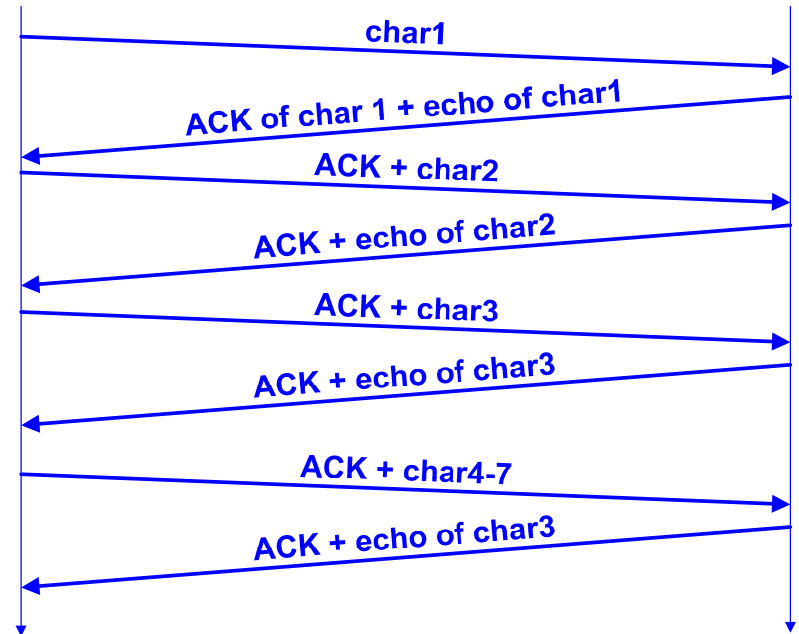 char1
ACK of char 1 + echo of char1
ACK + char2
ACK + echo of char2
ACK + char3
ACK + echo of char3
ACK + char4-7
ACK + echo of char3